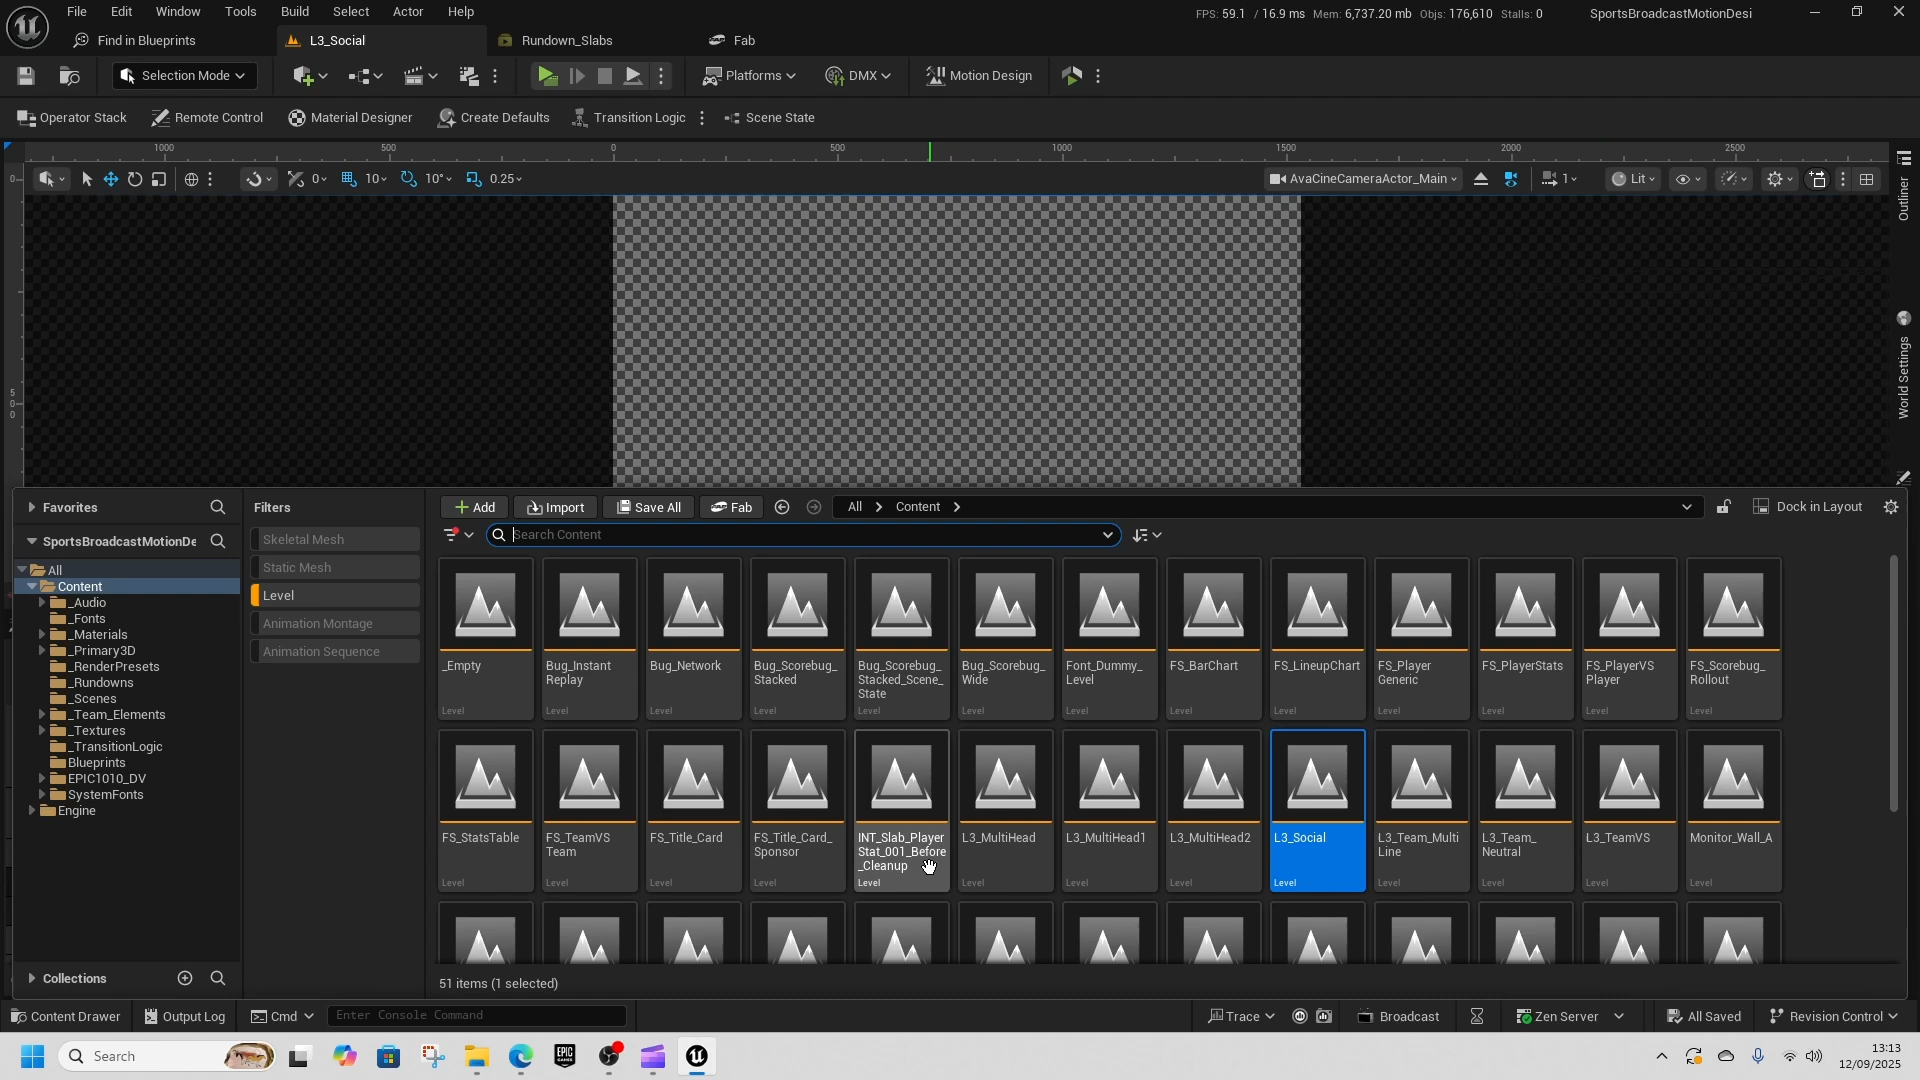 File Edit Window Tools Build Select Actor Help
FPS: 59.1 / 16.9 ms Mem: 6,737.20 mb Objs: 176,610 Stalls: 0 SportsBroadcastMotionDesi
Find in Blueprints L3_Social Rundown_Slabs Fab
Selection Mode Platforms DMX Motion Design
Operator Stack Remote Control Material Designer Create Defaults Transition Logic Scene State
1000 500 0 500 1000 1500 2000 2500
0 0 10 10° 0.25 AvaCineCameraActor_Main 1 Lit
Outliner
World Settings
500
Favorites Filters Add Import Save All Fab All Content Dock in Layout
SportsBroadcastMotionDe Skeletal Mesh Search Content
All
Content
_Audio
_Fonts
_Materials
_Primary3D
_RenderPresets
_Rundowns
_Scenes
_Team_Elements
_Textures
_TransitionLogic
Blueprints
EPIC1010_DV
SystemFonts
Engine
Collections
Static Mesh
Level
Animation Montage
Animation Sequence
_Empty
Level
Bug_Instant
Replay
Level
Bug_Network
Level
Bug_Scorebug_
Stacked
Level
Bug_Scorebug_
Stacked_Scene_
State
Level
Bug_Scorebug_
Wide
Level
Font_Dummy_
Level
Level
FS_BarChart
Level
FS_LineupChart
Level
FS_Player
Generic
Level
FS_PlayerStats
Level
FS_PlayerVS
Player
Level
FS_Scorebug_
Rollout
Level
FS_StatsTable
Level
FS_TeamVS
Team
Level
FS_Title_Card
Level
FS_Title_Card_
Sponsor
Level
INT_Slab_Player
Stat_001_Before
_Cleanup
Level
L3_MultiHead
Level
L3_MultiHead1
Level
L3_MultiHead2
Level
L3_Social
Level
L3_Team_Multi
Line
Level
L3_Team_
Neutral
Level
L3_TeamVS
Level
Monitor_Wall_A
Level
51 items (1 selected)
Content Drawer Output Log Cmd Enter Console Command Trace Broadcast Zen Server All Saved Revision Control
Search EPIC GAMES 13:13
12/09/2025